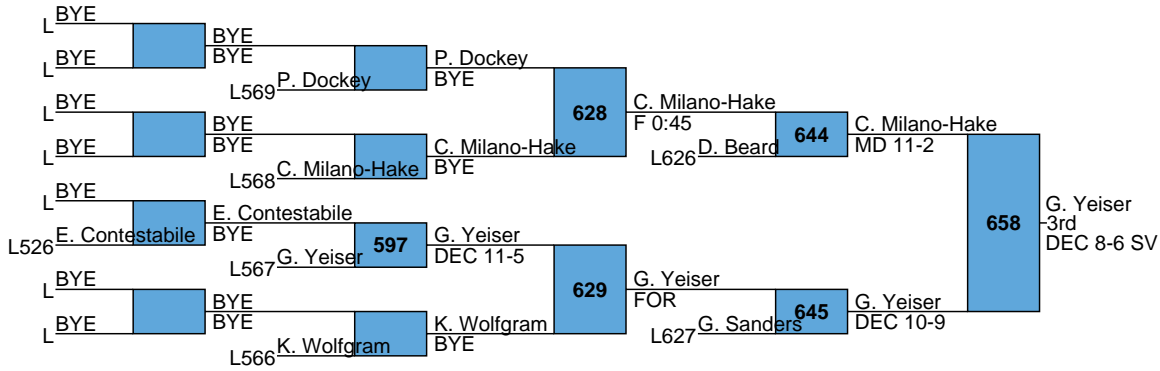 L BYE
L BYE
BYE
BYE
L569 P. Dockey
P. Dockey
BYE
L BYE
L BYE
BYE
BYE
L568 C. Milano-Hake
C. Milano-Hake
BYE
628
C. Milano-Hake
F 0:45
L626 D. Beard
644
C. Milano-Hake
MD 11-2
L BYE
L526 E. Contestabile
E. Contestabile
BYE
L567 G. Yeiser
597
G. Yeiser
DEC 11-5
L BYE
L BYE
BYE
BYE
L566 K. Wolfgram
K. Wolfgram
BYE
629
G. Yeiser
FOR
L627 G. Sanders
645
G. Yeiser
DEC 10-9
658
G. Yeiser
3rd
DEC 8-6 SV